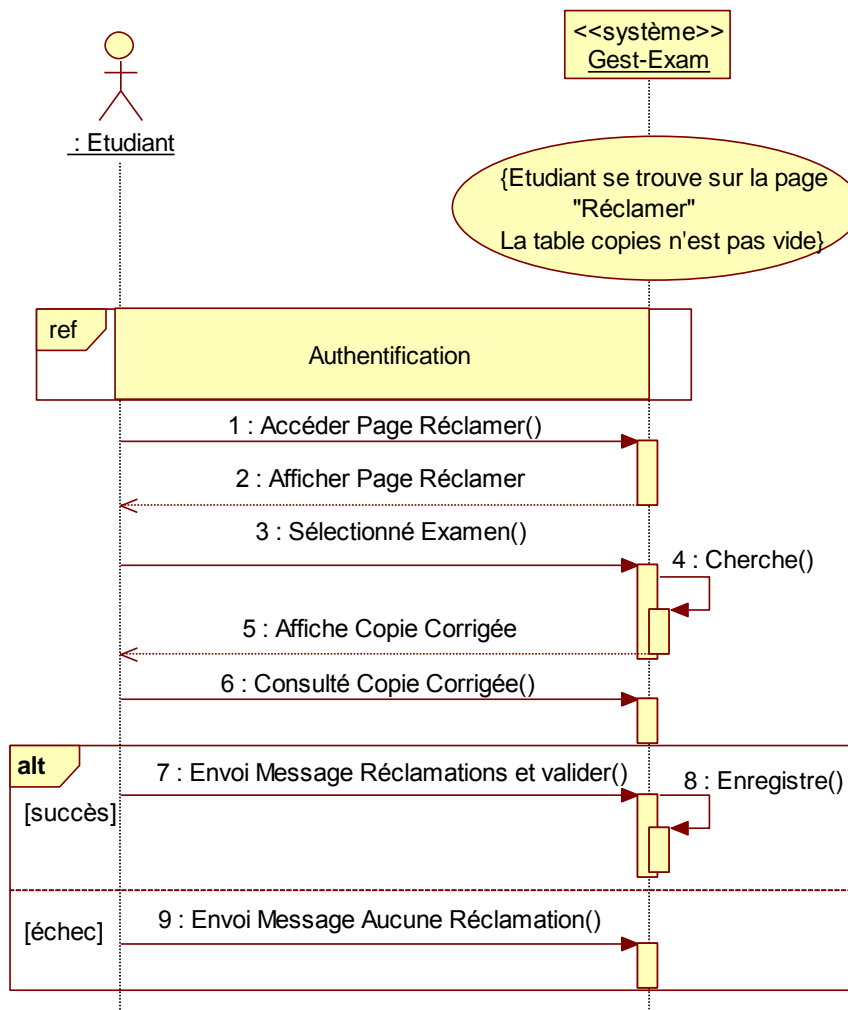 <<système>>
Gest-Exam
: Etudiant
{Etudiant se trouve sur la page
"Réclamer"
La table copies n'est pas vide}
ref
Authentification
1 : Accéder Page Réclamer()
2 : Afficher Page Réclamer
3 : Sélectionné Examen()
4 : Cherche()
5 : Affiche Copie Corrigée
6 : Consulté Copie Corrigée()
alt
7 : Envoi Message Réclamations et valider()
8 : Enregistre()
[succès]
9 : Envoi Message Aucune Réclamation()
[échec]